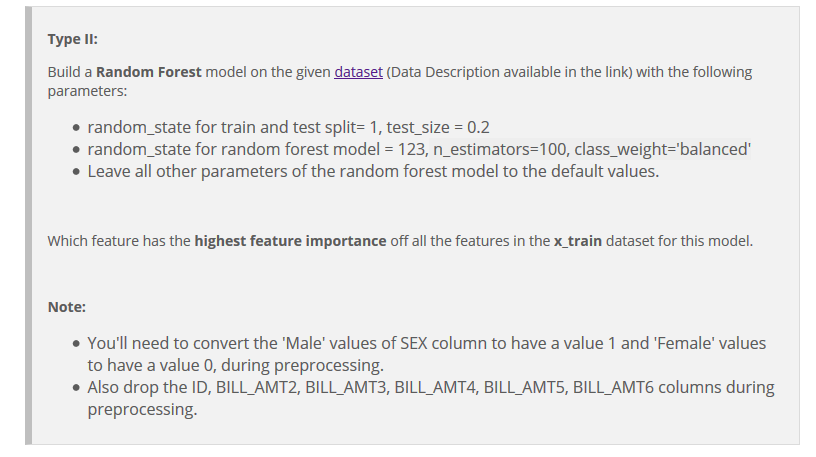 Type II:
Build a Random Forest model on the given dataset (Data Description available in the link) with the following
parameters:
• random_state for train and test split= 1, test_size = 0.2
• random_state for random forest model = 123, n_estimators=100, class_weight='balanced'
• Leave all other parameters of the random forest model to the default values.
Which feature has the highest feature importance off all the features in the x_train dataset for this model.
Note:
• You'll need to convert the 'Male' values of SEX column to have a value 1 and 'Female' values
to have a value 0, during preprocessing.
• Also drop the ID, BILL_AMT2, BILL_AMT3, BILL_AMT4, BILL_AMT5, BILL_AMT6 columns during
preprocessing.